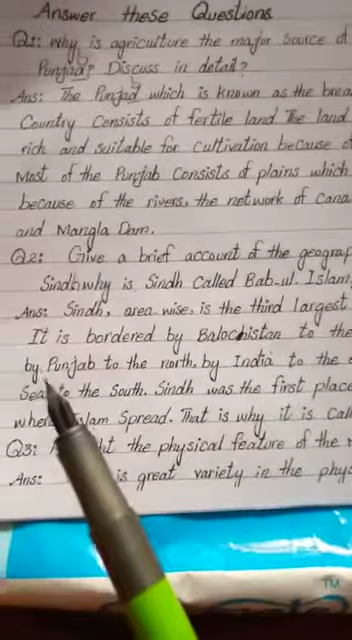 Answer these Questions
Q1: Why is agriculture the major source of
Punjab? Discuss in detail?
Ans: The Punjab which is known as the brea
Country Consists of fertile land The land
rich and suitable for cultivation because of
Most of the Punjab Consists of plains which
because of the rivers, the network of Cana
and Mangla Dam.
Q2: Give a brief account of the geograp
Sindh why is Sindh Called Bab-ul. Islam
Ans: Sindh, area wise, is the third largest
It is bordered by Balochistan to the
by Punjab to the north, by India to the
Sea to the South. Sindh was the first place
where Islam Spread. That is why it is Cal
Q3: the physical feature of the
Ans: is great variety in the phys
TM